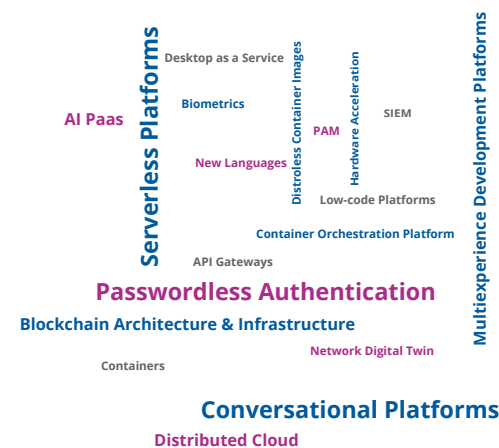 Desktop as a Service
Serverless Platforms
Distroless Container Images
Hardware Acceleration
Multiexperience Development Platforms
Biometrics
SIEM
AI Paas
PAM
New Languages
Low-code Platforms
Container Orchestration Platform
API Gateways
Passwordless Authentication
Blockchain Architecture & Infrastructure
Network Digital Twin
Containers
Conversational Platforms
Distributed Cloud